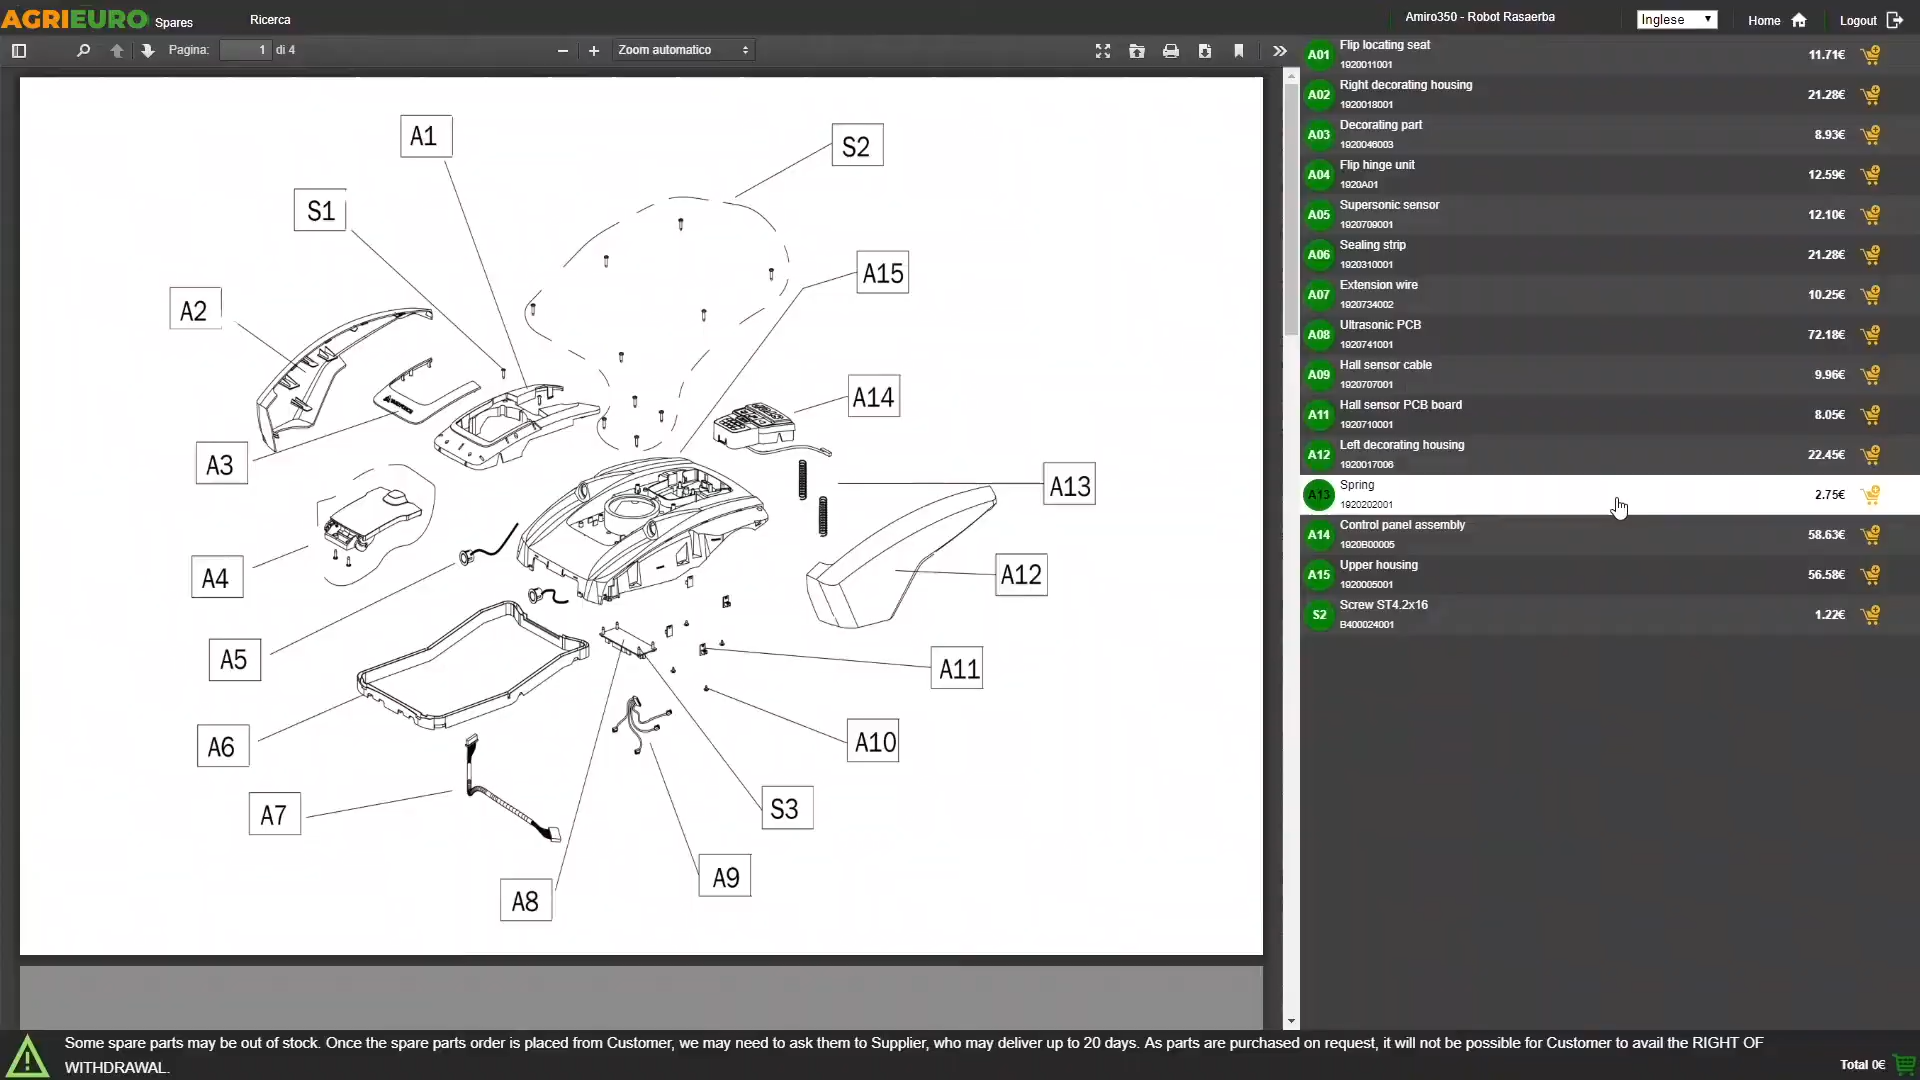 AGRIEURO Spares Ricerca Amiro350 - Robot Rasaerba Inglese Home Logout
Pagina: 1 di 4 Zoom automatico
A1
S2
S1
A15
A2
A14
A3
A13
A4
A12
A5
A11
A6
A10
A7
S3
A9
A8
A01 Flip locating seat 11.71€
1920011001
A02 Right decorating housing 21.28€
1920018001
A03 Decorating part 8.93€
1920046003
A04 Flip hinge unit 12.59€
1920A01
A05 Supersonic sensor 12.10€
1920709001
A06 Sealing strip 21.28€
1920310001
A07 Extension wire 10.25€
1920734002
A08 Ultrasonic PCB 72.18€
1920741001
A09 Hall sensor cable 9.96€
1920707001
A11 Hall sensor PCB board 8.05€
1920710001
A12 Left decorating housing 22.45€
1920017006
A13 Spring 2.75€
1920202001
A14 Control panel assembly 58.63€
1920B00005
A15 Upper housing 56.58€
1920005001
S2 Screw ST4.2x16 1.22€
B400024001
Some spare parts may be out of stock. Once the spare parts order is placed from Customer, we may need to ask them to Supplier, who may deliver up to 20 days. As parts are purchased on request, it will not be possible for Customer to avail the RIGHT OF
WITHDRAWAL.
Total 0€